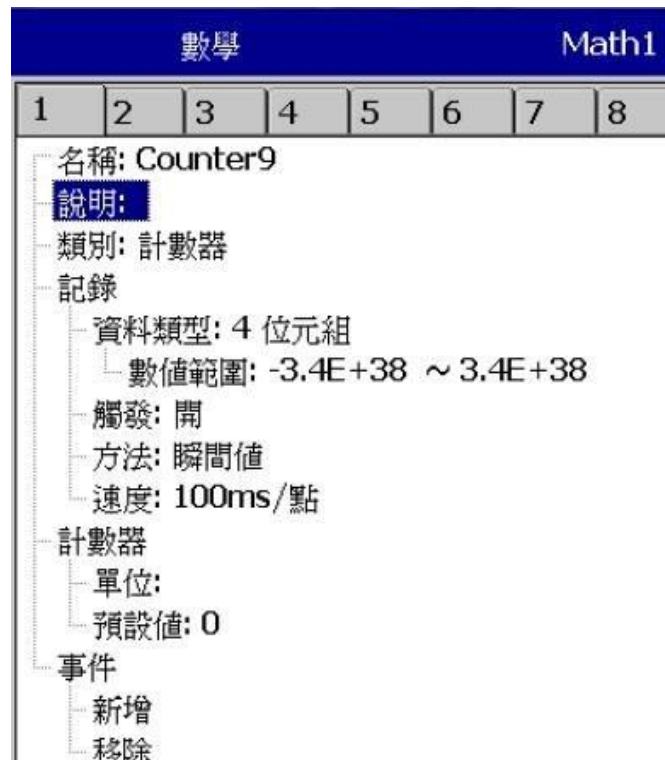 數學 Math1
1 2 3 4 5 6 7 8
名稱: Counter9
說明:
類別: 計數器
記錄
資料類型: 4 位元組
數值範圍: -3.4E+38 ~ 3.4E+38
觸發: 開
方法: 瞬間值
速度: 100ms/點
計數器
單位:
預設值: 0
事件
新增
移除